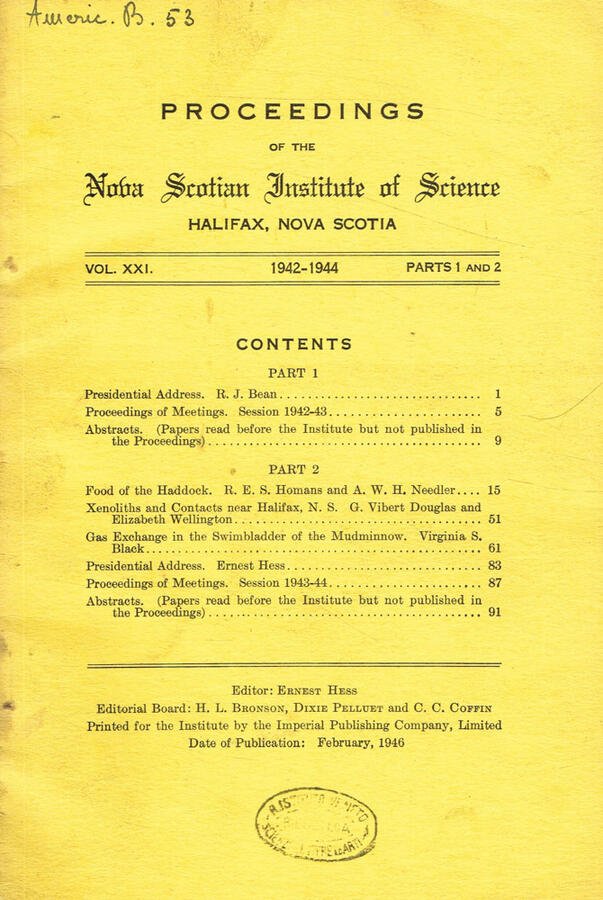 Americ. B. 53
PROCEEDINGS
OF THE
Nova Scotian Institute of Science
HALIFAX, NOVA SCOTIA
VOL. XXI. 1942-1944 PARTS 1 AND 2
CONTENTS
PART 1
Presidential Address. R. J. Bean............................ 1
Proceedings of Meetings. Session 1942-43...................... 5
Abstracts. (Papers read before the Institute but not published in
the Proceedings)........................................ 9
PART 2
Food of the Haddock. R. E. S. Homans and A. W. H. Needler.... 15
Xenoliths and Contacts near Halifax, N. S. G. Vibert Douglas and
Elizabeth Wellington.................................... 51
Gas Exchange in the Swimbladder of the Mudminnow. Virginia S.
Black................................................ 61
Presidential Address. Ernest Hess............................ 83
Proceedings of Meetings. Session 1943-44...................... 87
Abstracts. (Papers read before the Institute but not published in
the Proceedings)........................................ 91
Editor: ERNEST HESS
Editorial Board: H. L. BRONSON, DIXIE PELLUET and C. C. COFFIN
Printed for the Institute by the Imperial Publishing Company, Limited
Date of Publication: February, 1946